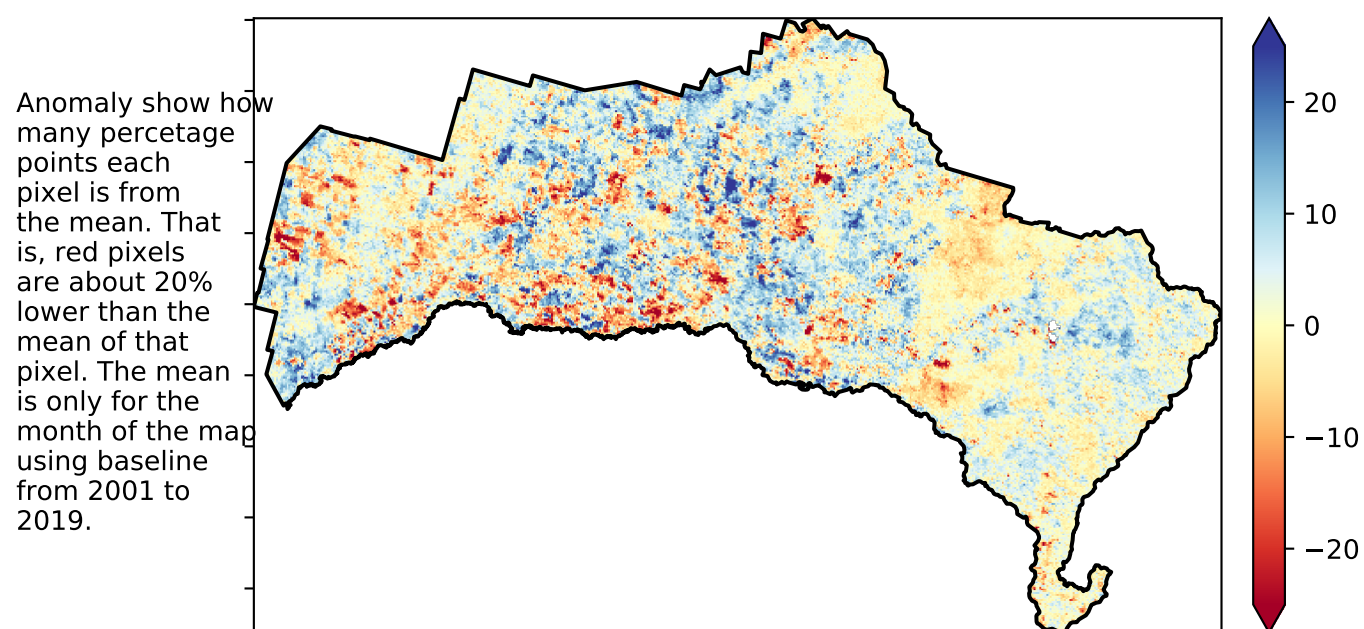 Anomaly show how
many percetage
points each
pixel is from
the mean. That
is, red pixels
are about 20%
lower than the
mean of that
pixel. The mean
is only for the
month of the map
using baseline
from 2001 to
2019.
20
10
0
−10
−20